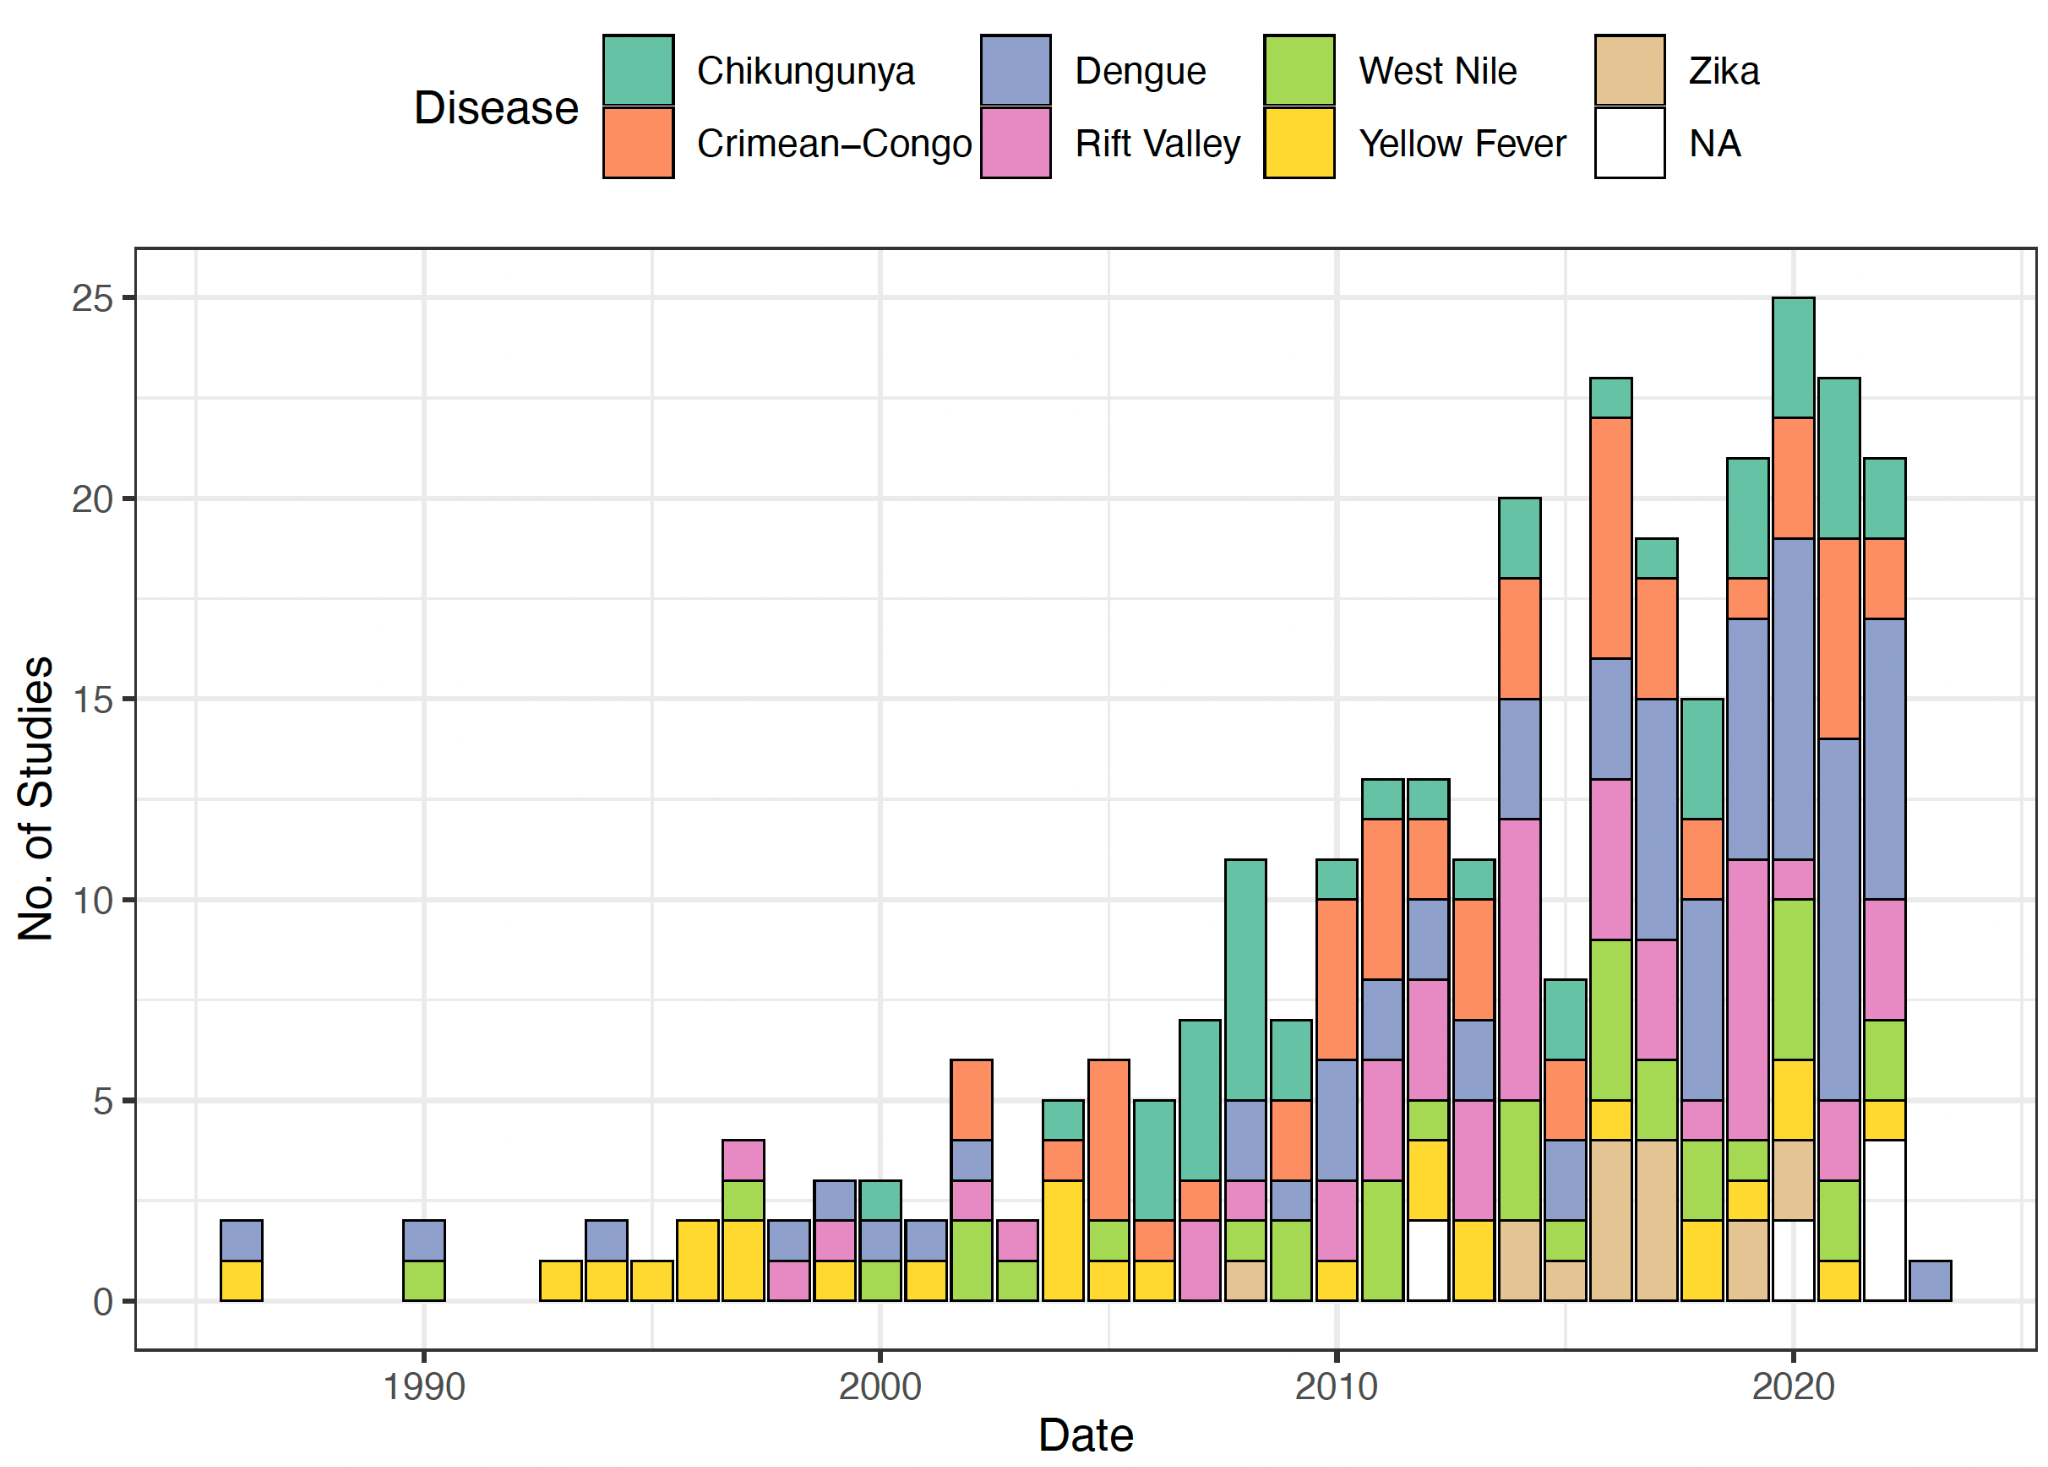 Disease
Chikungunya
Dengue
West Nile
Zika
Crimean–Congo
Rift Valley
Yellow Fever
NA
No. of Studies
25
20
15
10
5
0
1990
2000
2010
2020
Date